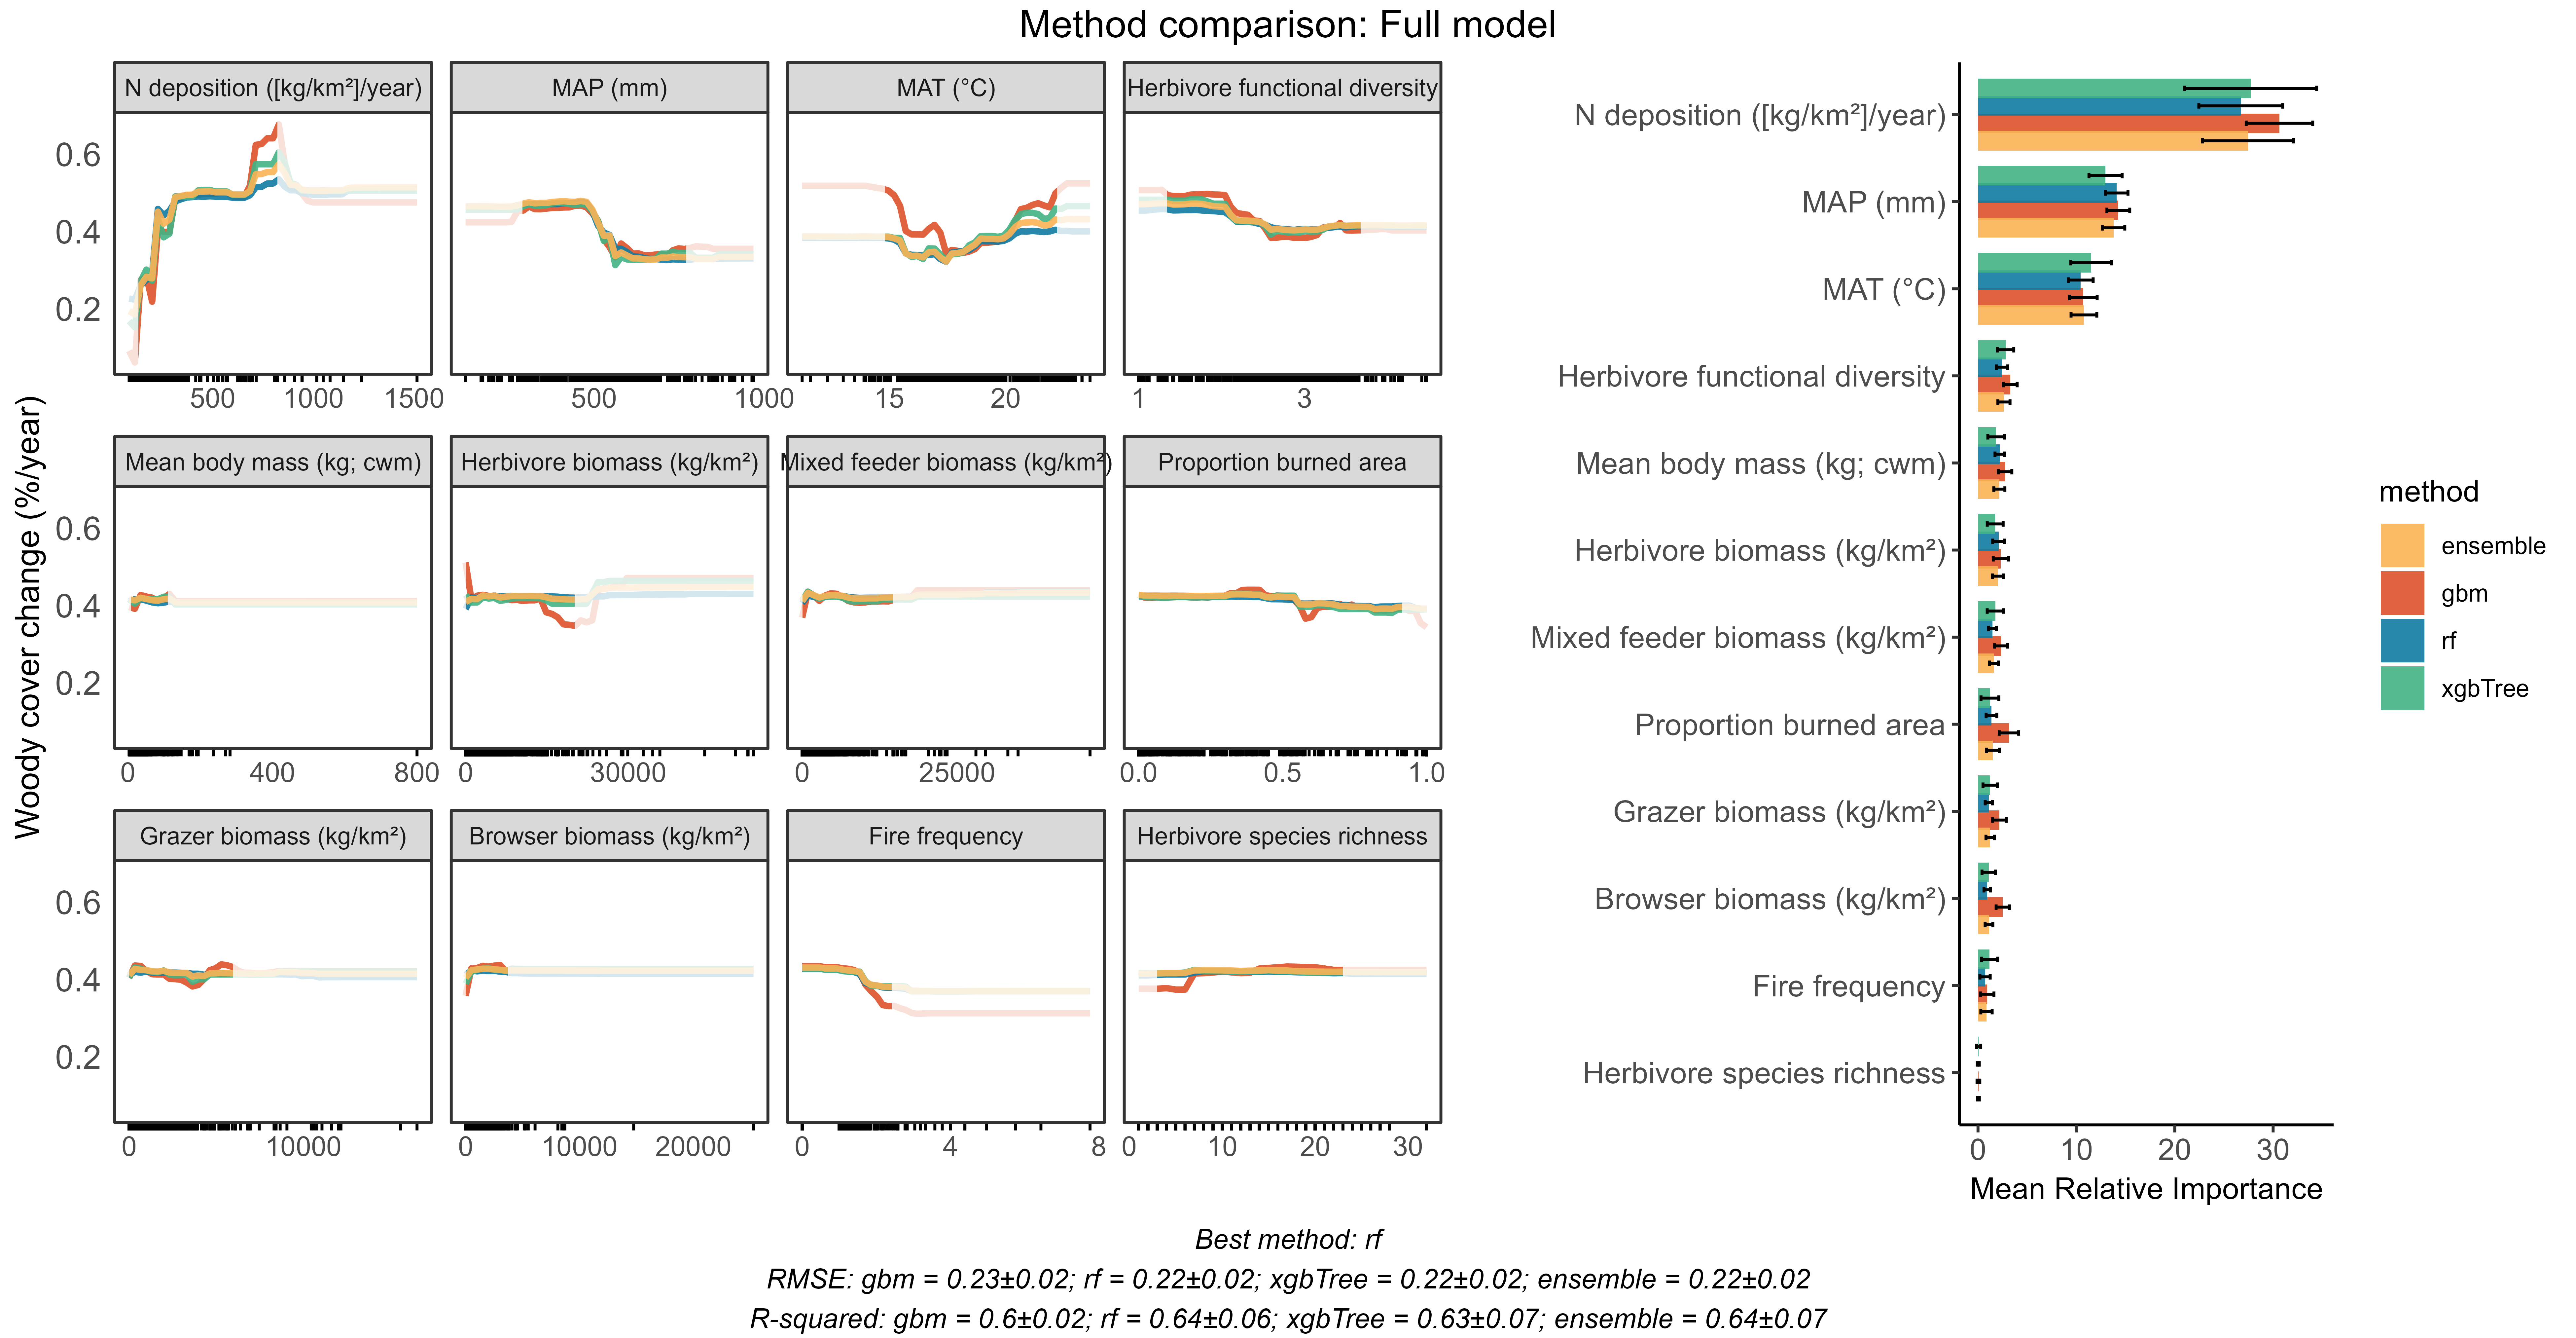 Method comparison: Full model
N deposition ([kg/km²]/year)
MAP (mm)
MAT (°C)
Herbivore functional diversity
0.6
0.4
0.2
500 1000 1500
500 1000
15 20
1 3
Mean body mass (kg; cwm)
Herbivore biomass (kg/km²)
Mixed feeder biomass (kg/km²)
Proportion burned area
0.6
0.4
0.2
0 400 800
0 30000
0 25000
0.0 0.5 1.0
Grazer biomass (kg/km²)
Browser biomass (kg/km²)
Fire frequency
Herbivore species richness
0.6
0.4
0.2
0 10000
0 10000 20000
0 4 8
0 10 20 30
Woody cover change (%/year)
N deposition ([kg/km²]/year)
MAP (mm)
MAT (°C)
Herbivore functional diversity
Mean body mass (kg; cwm)
Herbivore biomass (kg/km²)
Mixed feeder biomass (kg/km²)
Proportion burned area
Grazer biomass (kg/km²)
Browser biomass (kg/km²)
Fire frequency
Herbivore species richness
0 10 20 30
Mean Relative Importance
method
ensemble
gbm
rf
xgbTree
Best method: rf
RMSE: gbm = 0.23±0.02; rf = 0.22±0.02; xgbTree = 0.22±0.02; ensemble = 0.22±0.02
R-squared: gbm = 0.6±0.02; rf = 0.64±0.06; xgbTree = 0.63±0.07; ensemble = 0.64±0.07